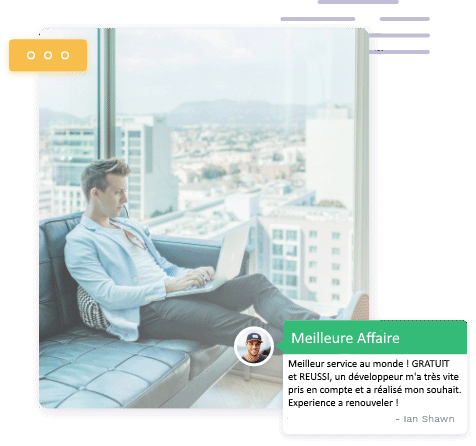 Meilleure Affaire
Meilleur service au monde ! GRATUIT
et REUSSI, un développeur m'a très vite
pris en compte et a réalisé mon souhait.
Experience a renouveler !
- Ian Shawn